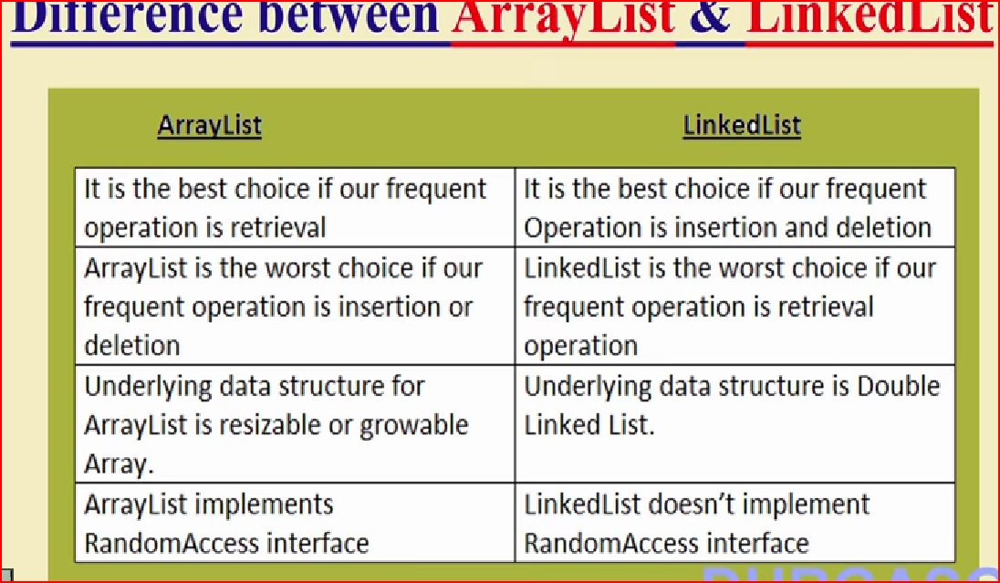 Difference between ArrayList & LinkedList
ArrayList
LinkedList
It is the best choice if our frequent
operation is retrieval
It is the best choice if our frequent
Operation is insertion and deletion
ArrayList is the worst choice if our
frequent operation is insertion or
deletion
LinkedList is the worst choice if our
frequent operation is retrieval
operation
Underlying data structure for
ArrayList is resizable or growable
Array.
Underlying data structure is Double
Linked List.
ArrayList implements
RandomAccess interface
LinkedList doesn’t implement
RandomAccess interface